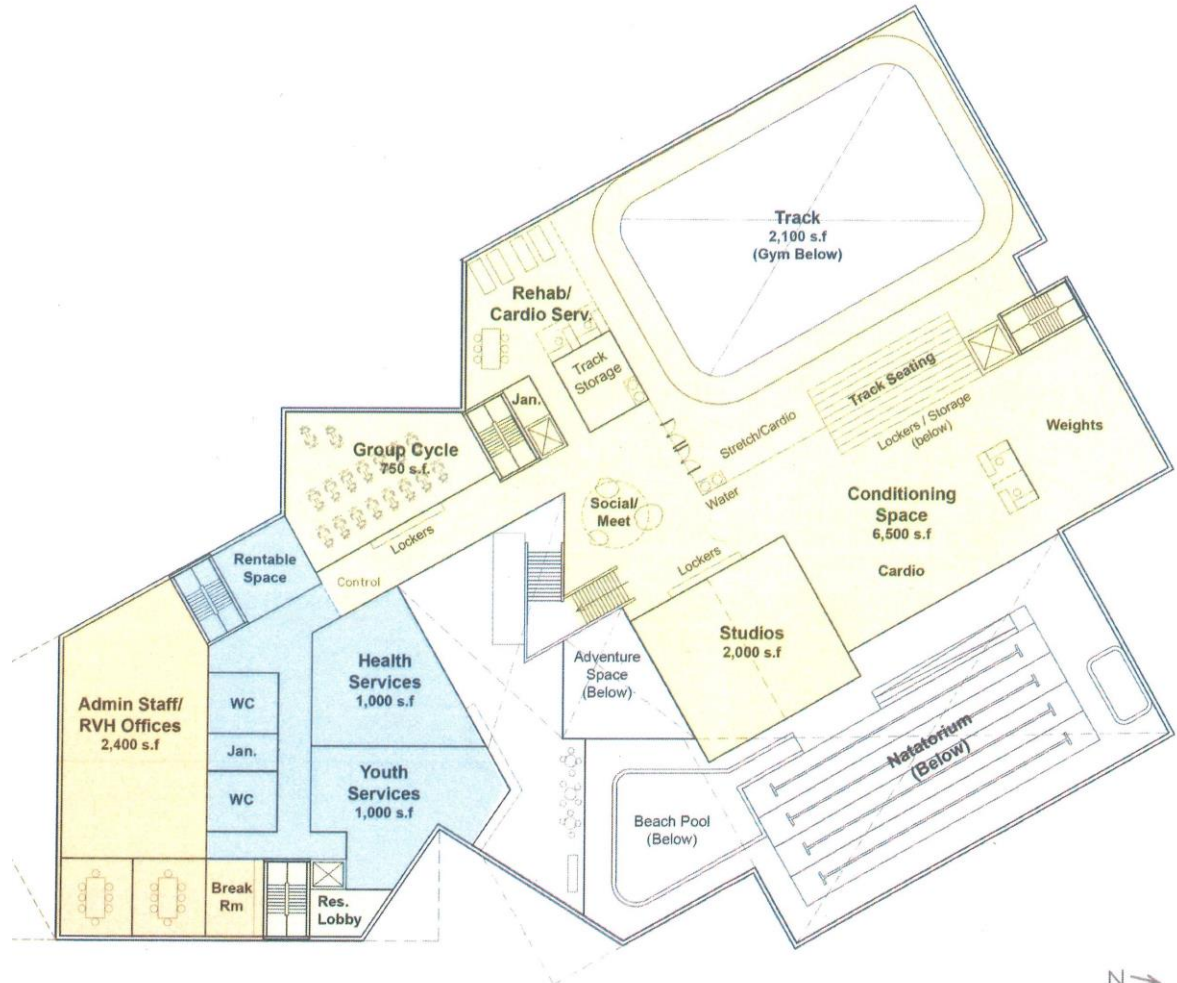 Track
2,100 s.f
(Gym Below)
Rehab/
Cardio Serv.
Track
Storage
Jan.
Track Seating
Lockers / Storage
(below)
Stretch/Cardio
Weights
Group Cycle
750 s.f.
Lockers
Social/
Meet
Water
Conditioning
Space
6,500 s.f
Cardio
Rentable
Space
Control
Lockers
Studios
2,000 s.f
Health
Services
1,000 s.f
Adventure
Space
(Below)
Admin Staff/
RVH Offices
2,400 s.f
WC
Jan.
WC
Youth
Services
1,000 s.f
Natatorium
(Below)
Beach Pool
(Below)
Break
Rm
Res.
Lobby
N